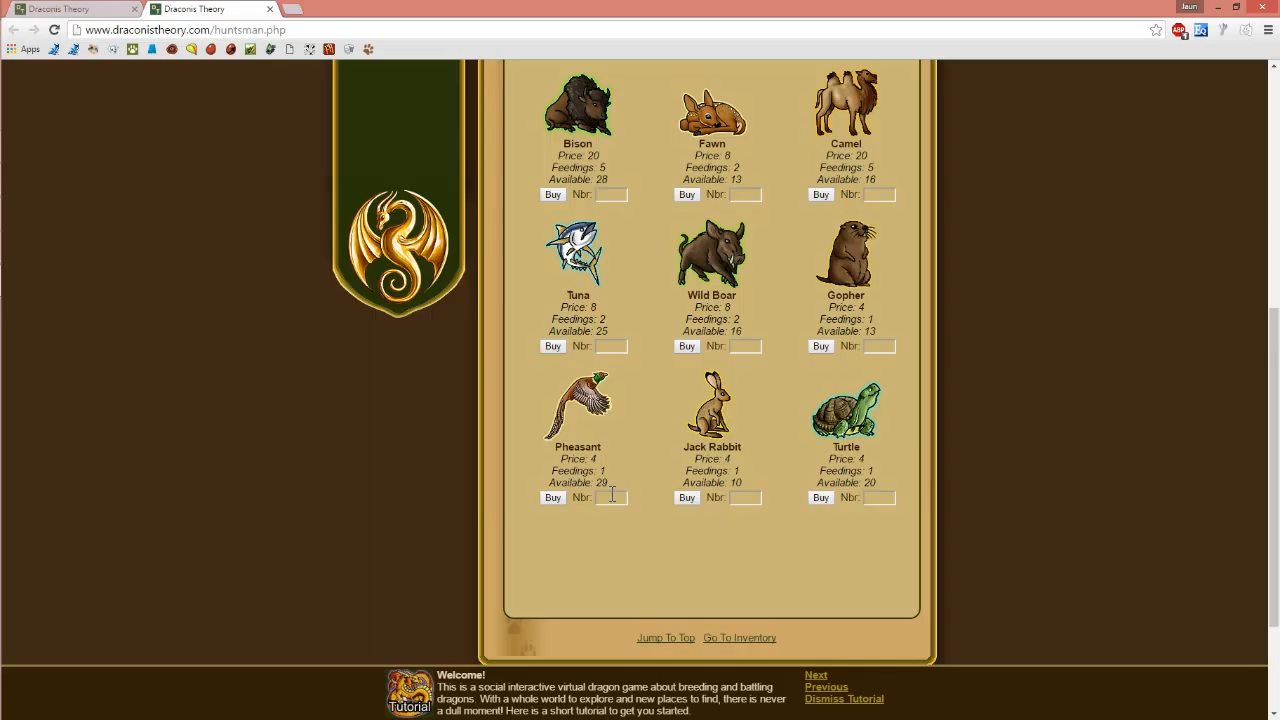 Draconis Theory
Draconis Theory
Jaun
www.draconistheory.com/huntsman.php
ABP
1
EQ
Apps
Bison
Price: 20
Feedings: 5
Available: 28
Buy Nbr:
Fawn
Price: 8
Feedings: 2
Available: 13
Buy Nbr:
Camel
Price: 20
Feedings: 5
Available: 16
Buy Nbr:
Tuna
Price: 8
Feedings: 2
Available: 25
Buy Nbr:
Wild Boar
Price: 8
Feedings: 2
Available: 16
Buy Nbr:
Gopher
Price: 4
Feedings: 1
Available: 13
Buy Nbr:
Pheasant
Price: 4
Feedings: 1
Available: 29
Buy Nbr:
Jack Rabbit
Price: 4
Feedings: 1
Available: 10
Buy Nbr:
Turtle
Price: 4
Feedings: 1
Available: 20
Buy Nbr:
Jump To Top Go To Inventory
Tutorial
Welcome!
This is a social interactive virtual dragon game about breeding and battling
dragons. With a whole world to explore and new places to find, there is never
a dull moment! Here is a short tutorial to get you started.
Next
Previous
Dismiss Tutorial